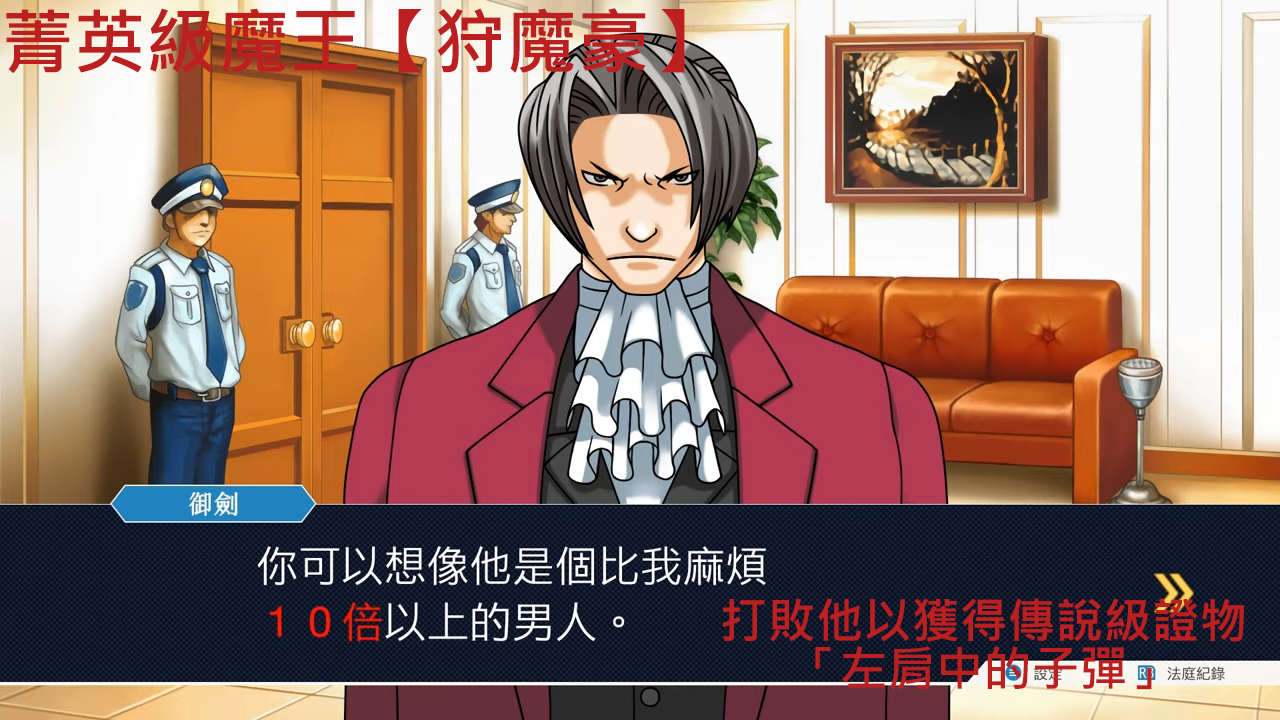 菁英級魔王【狩魔豪】
御劍
你可以想像他是個比我麻煩
１０倍以上的男人。
打敗他以獲得傳說級證物
「左肩中的子彈」
設定
R3 法庭紀錄